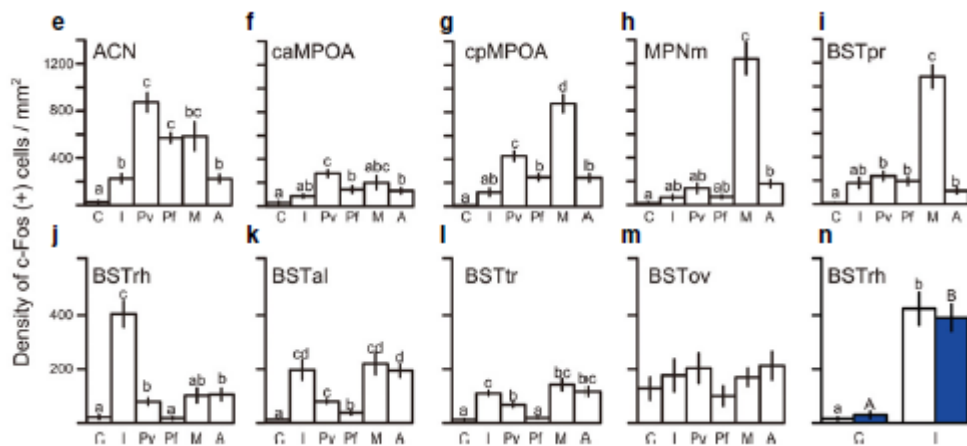 e f g h i
ACN caMPOA cpMPOA MPNm BSTpr
1200
800
400
a b c c bc b
a ab c b abc b
a ab c b d b
a ab ab ab c b
a ab b b c b
C I Pv Pf M A
C I Pv Pf M A
C I Pv Pf M A
C I Pv Pf M A
C I Pv Pf M A
Density of c-Fos (+) cells / mm²
j k l m n
BSTrh BSTal BSTtr BSTov BSTrh
400
200
a c b a ab b
a cd c b cd d
a c b a bc bc
a A b B
C I Pv Pf M A
C I Pv Pf M A
C I Pv Pf M A
C I Pv Pf M A
C I